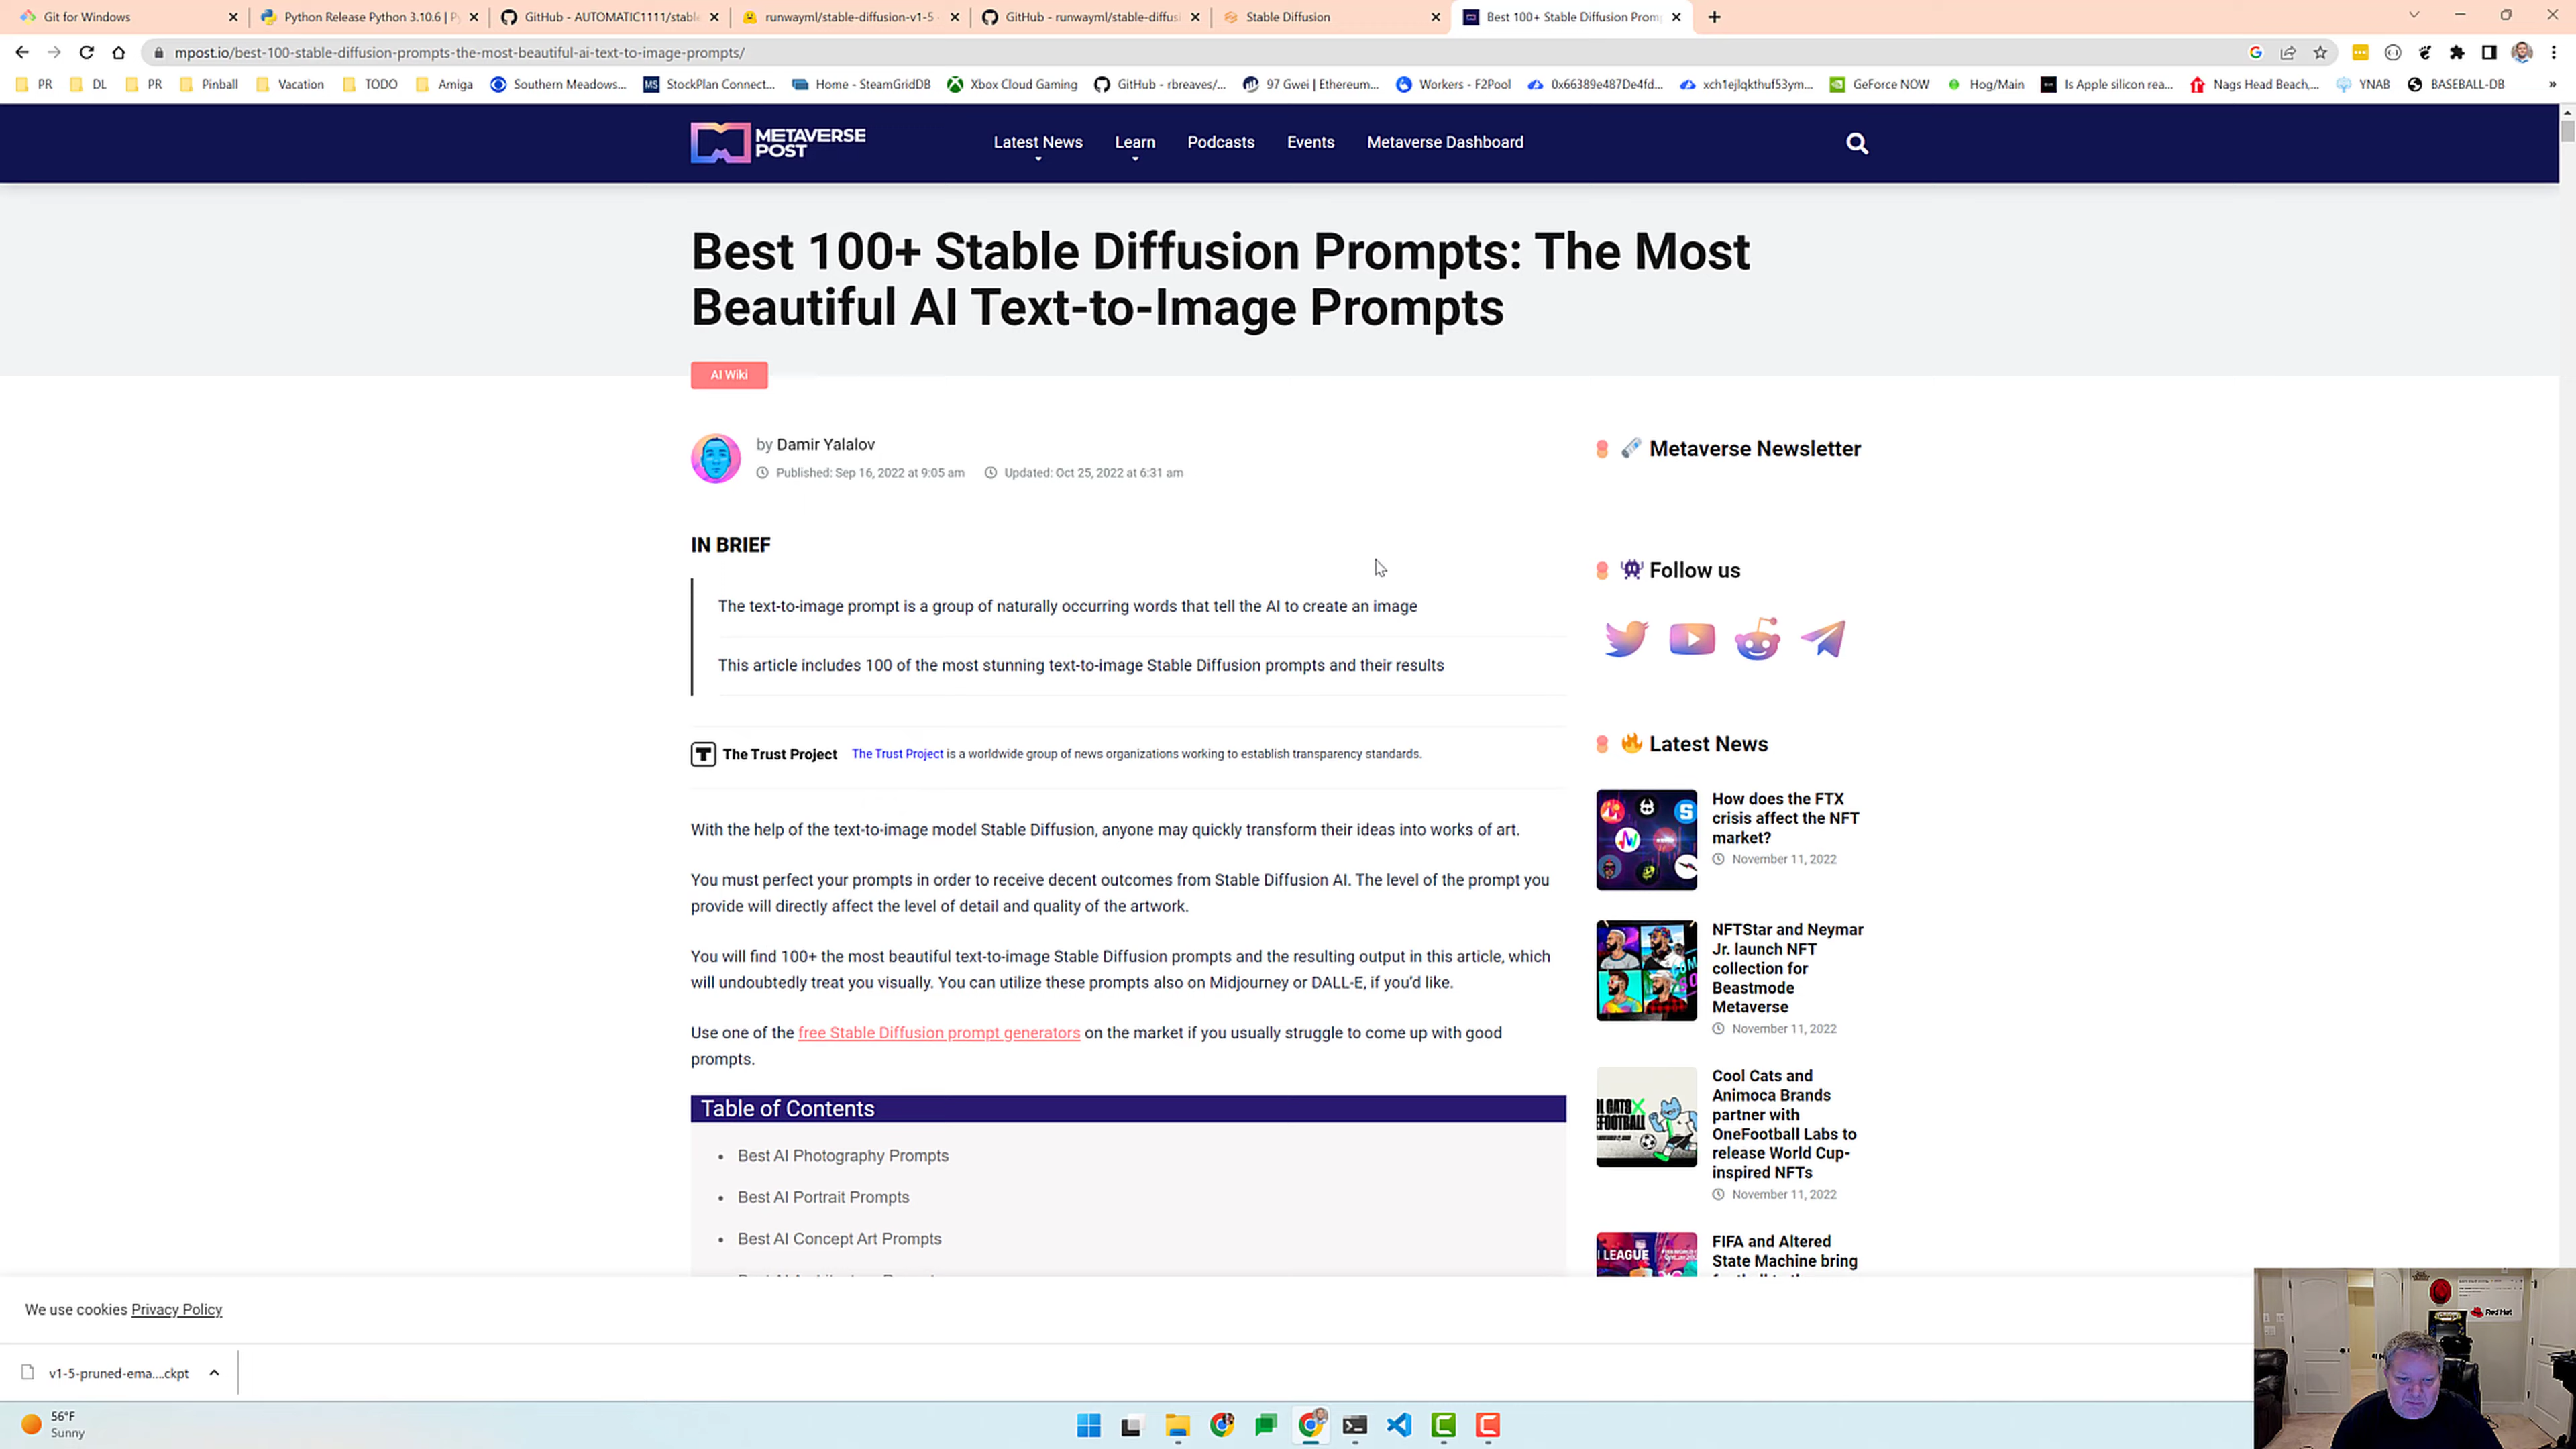 Git for Windows
Python Release Python 3.10.6 | Py
GitHub - AUTOMATIC1111/stable
runwayml/stable-diffusion-v1-5
GitHub - runwayml/stable-diffusi
Stable Diffusion
Best 100+ Stable Diffusion Prom
mpost.io/best-100-stable-diffusion-prompts-the-most-beautiful-ai-text-to-image-prompts/
PR
DL
PR
Pinball
Vacation
TODO
Amiga
Southern Meadows...
StockPlan Connect...
Home - SteamGridDB
Xbox Cloud Gaming
GitHub - rbreaves/...
97 Gwei | Ethereum...
Workers - F2Pool
0x66389e487De4fd...
xch1ejlqkthuf53ym...
GeForce NOW
Hog/Main
Is Apple silicon rea...
Nags Head Beach,...
YNAB
BASEBALL-DB
METAVERSE
POST
Latest News
Learn
Podcasts
Events
Metaverse Dashboard
Best 100+ Stable Diffusion Prompts: The Most
Beautiful AI Text-to-Image Prompts
AI Wiki
by Damir Yalalov
Published: Sep 16, 2022 at 9:05 am
Updated: Oct 25, 2022 at 6:31 am
IN BRIEF
The text-to-image prompt is a group of naturally occurring words that tell the AI to create an image
This article includes 100 of the most stunning text-to-image Stable Diffusion prompts and their results
The Trust Project
The Trust Project is a worldwide group of news organizations working to establish transparency standards.
With the help of the text-to-image model Stable Diffusion, anyone may quickly transform their ideas into works of art.
You must perfect your prompts in order to receive decent outcomes from Stable Diffusion AI. The level of the prompt you
provide will directly affect the level of detail and quality of the artwork.
You will find 100+ the most beautiful text-to-image Stable Diffusion prompts and the resulting output in this article, which
will undoubtedly treat you visually. You can utilize these prompts also on Midjourney or DALL-E, if you'd like.
Use one of the free Stable Diffusion prompt generators on the market if you usually struggle to come up with good
prompts.
Table of Contents
Best AI Photography Prompts
Best AI Portrait Prompts
Best AI Concept Art Prompts
Metaverse Newsletter
Follow us
Latest News
How does the FTX
crisis affect the NFT
market?
November 11, 2022
NFTStar and Neymar
Jr. launch NFT
collection for
Beastmode
Metaverse
November 11, 2022
Cool Cats and
Animoca Brands
partner with
OneFootball Labs to
release World Cup-
inspired NFTs
November 11, 2022
FIFA and Altered
State Machine bring
We use cookies Privacy Policy
v1-5-pruned-ema....ckpt
56°F
Sunny
Red Hat